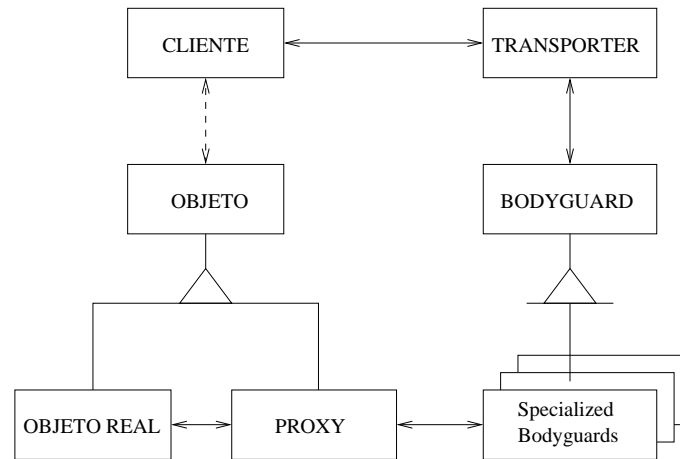 CLIENTE
TRANSPORTER
OBJETO
BODYGUARD
OBJETO REAL
PROXY
Specialized
Bodyguards